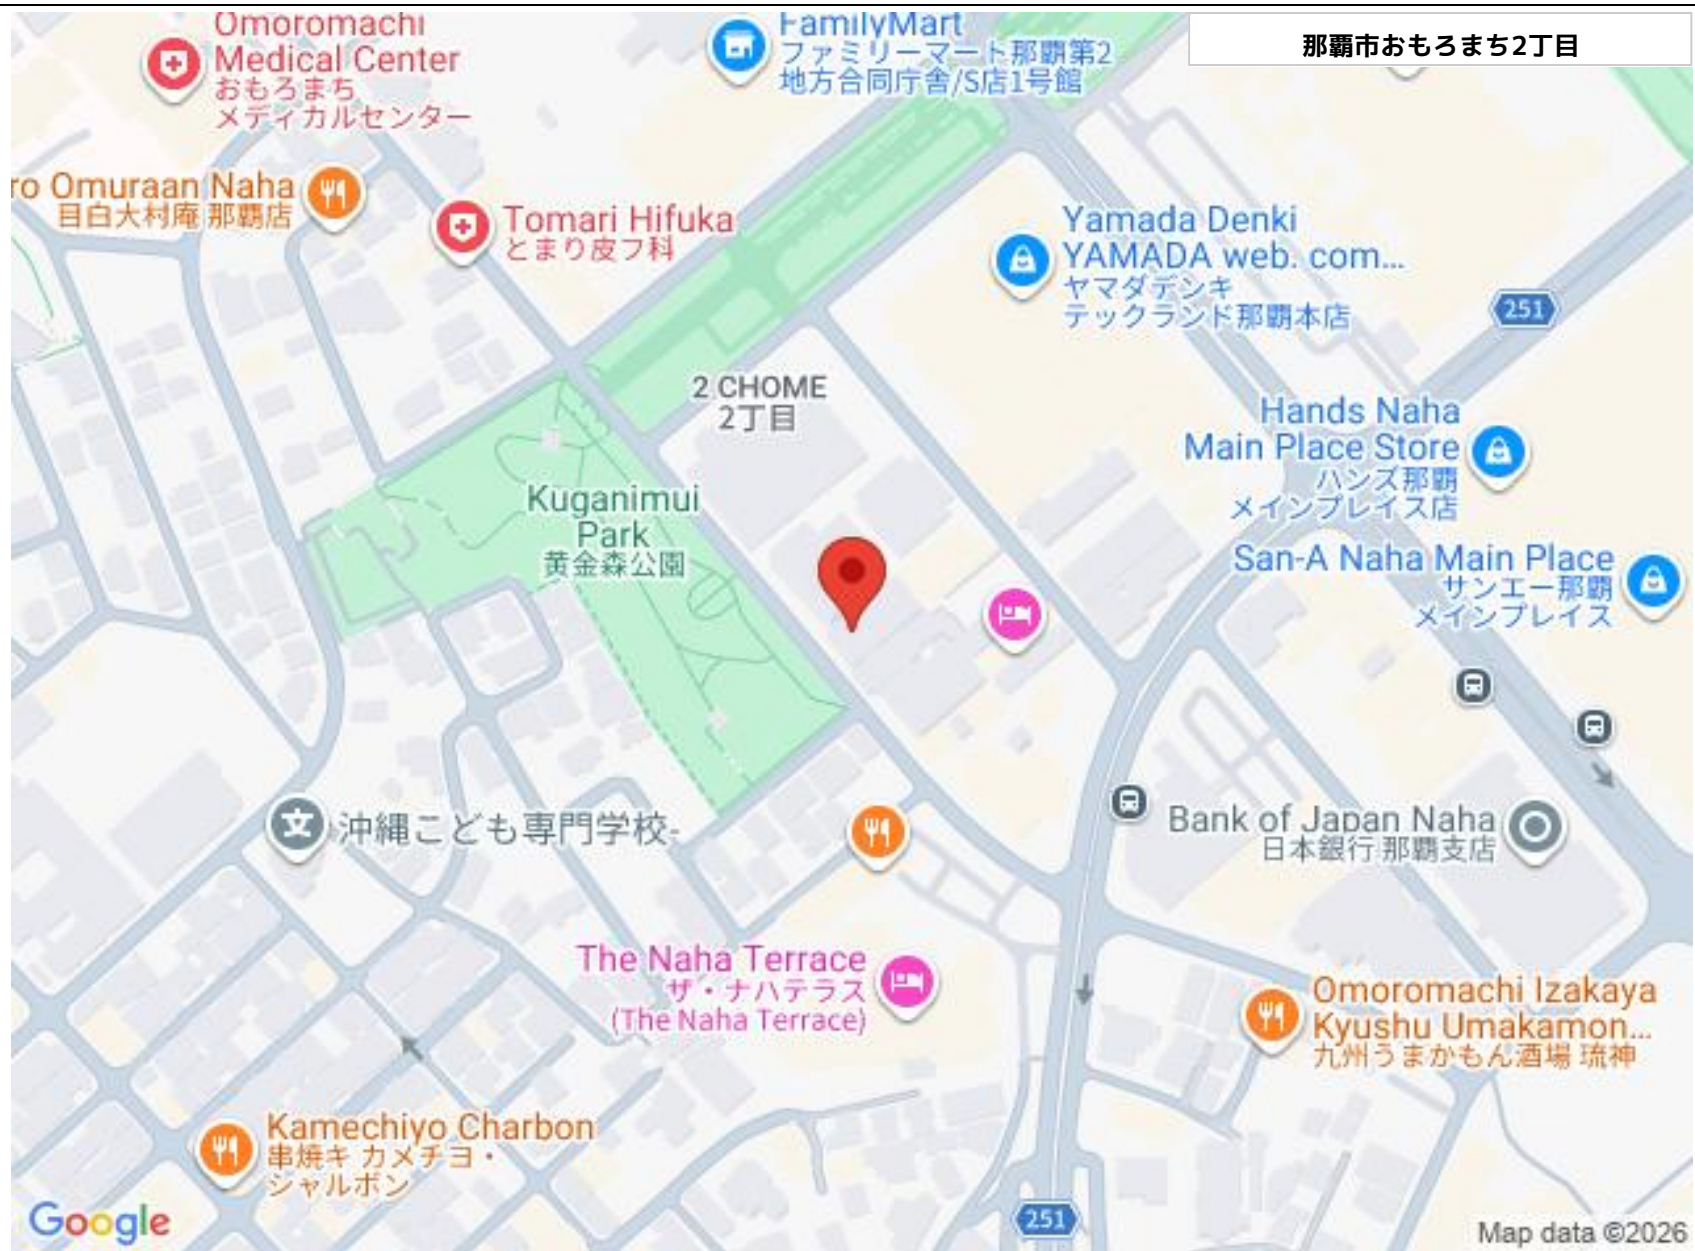 Omoromachi
Medical Center
おもろまち
メディカルセンター
FamilyMart
ファミリーマート那覇第2
地方合同庁舎/S店1号館
那覇市おもろまち2丁目
ro Omuraan Naha
目白大村庵 那覇店
Tomari Hifuka
とまり皮フ科
Yamada Denki
YAMADA web. com...
ヤマダデンキ
テックランド那覇本店
251
2 CHOME
2丁目
Hands Naha
Main Place Store
ハンズ那覇
メインプレイス店
Kuganimui
Park
黄金森公園
San-A Naha Main Place
サンエー那覇
メインプレイス
沖縄こども専門学校
Bank of Japan Naha
日本銀行 那覇支店
The Naha Terrace
ザ・ナハテラス
(The Naha Terrace)
Omoromachi Izakaya
Kyushu Umakamon...
九州うまかもん酒場 琉神
Kamechiyo Charbon
串焼キ カメチヨ・
シャルボン
Google
251
Map data ©2026